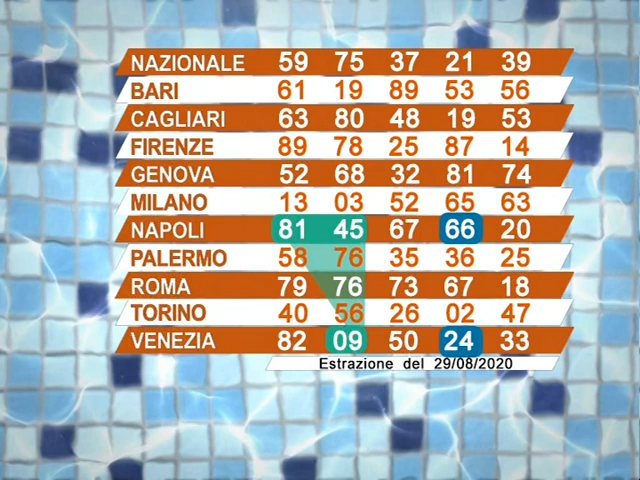 NAZIONALE 59 75 37 21 39
BARI 61 19 89 53 56
CAGLIARI 63 80 48 19 53
FIRENZE 89 78 25 87 14
GENOVA 52 68 32 81 74
MILANO 13 03 52 65 63
NAPOLI 81 45 67 66 20
PALERMO 58 76 35 36 25
ROMA 79 76 73 67 18
TORINO 40 56 26 02 47
VENEZIA 82 09 50 24 33
Estrazione del 29/08/2020